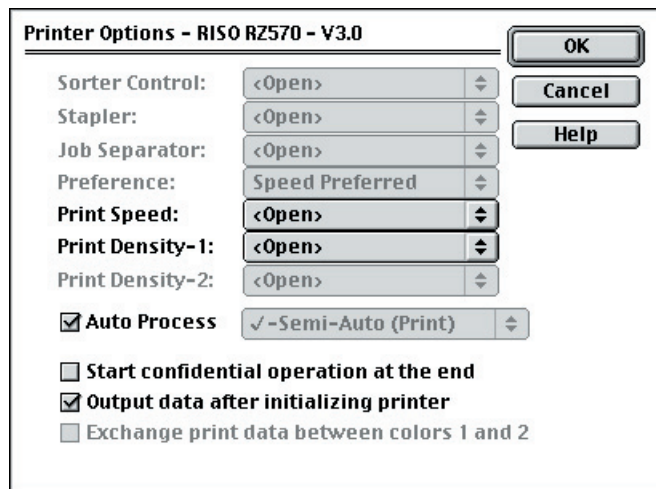 Printer Options - RISO RZ570 - V3.0
OK
Sorter Control: <Open>
Cancel
Stapler: <Open>
Help
Job Separator: <Open>
Preference: Speed Preferred
Print Speed: <Open>
Print Density-1: <Open>
Print Density-2: <Open>
Auto Process ✓-Semi-Auto (Print)
Start confidential operation at the end
Output data after initializing printer
Exchange print data between colors 1 and 2